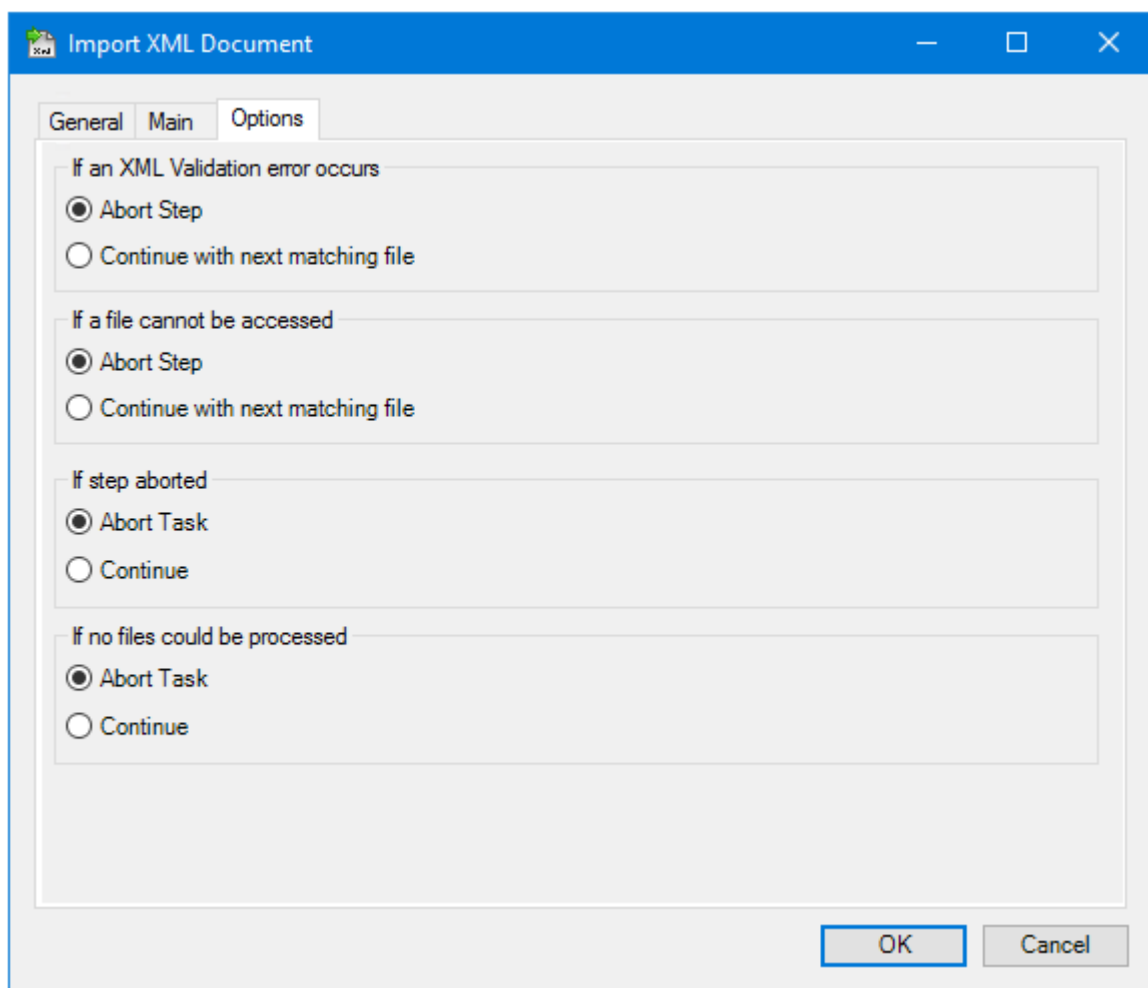 Import XML Document
General Main Options
If an XML Validation error occurs
Abort Step
Continue with next matching file
If a file cannot be accessed
Abort Step
Continue with next matching file
If step aborted
Abort Task
Continue
If no files could be processed
Abort Task
Continue
OK Cancel